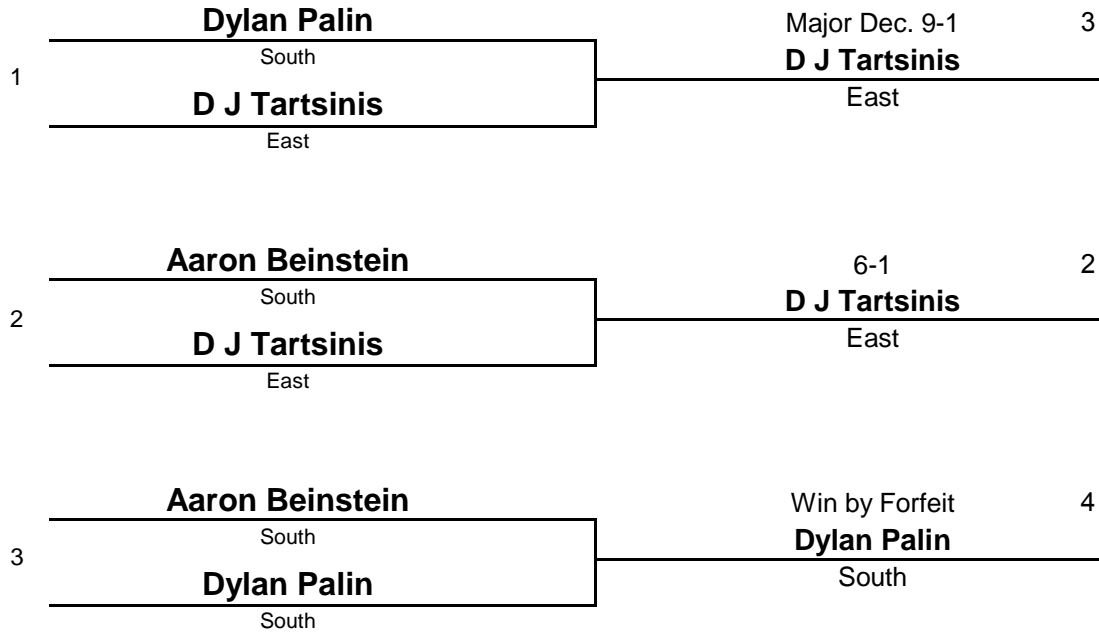 Dylan Palin
South
1
D J Tartsinis
East
Major Dec. 9-1 3
D J Tartsinis
East
Aaron Beinstein
South
2
D J Tartsinis
East
6-1 2
D J Tartsinis
East
Aaron Beinstein
South
3
Dylan Palin
South
Win by Forfeit 4
Dylan Palin
South